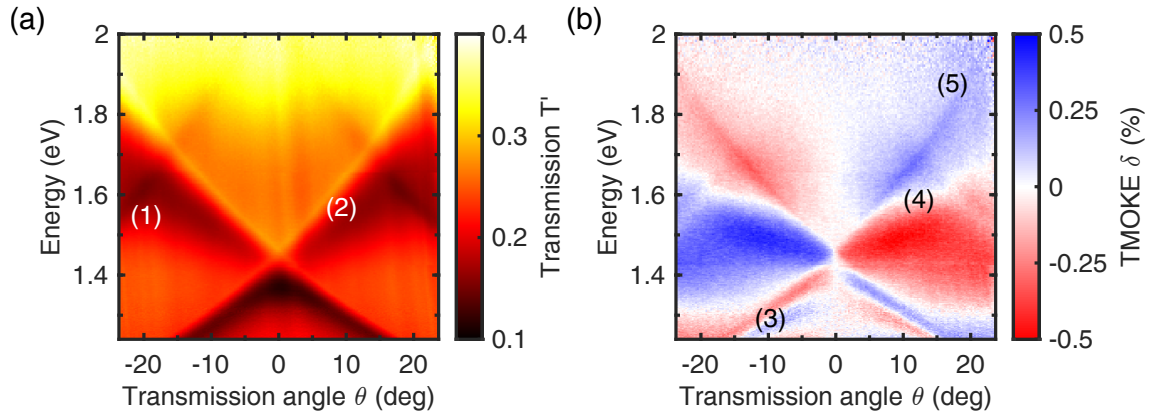 (a)
2
1.8
1.6
1.4
Energy (eV)
(1)
(2)
-20 -10 0 10 20
Transmission angle θ (deg)
0.4
0.3
0.2
0.1
Transmission T'
(b)
2
1.8
1.6
1.4
Energy (eV)
(5)
(4)
(3)
-20 -10 0 10 20
Transmission angle θ (deg)
0.5
0.25
0
-0.25
-0.5
TMOKE δ (%)